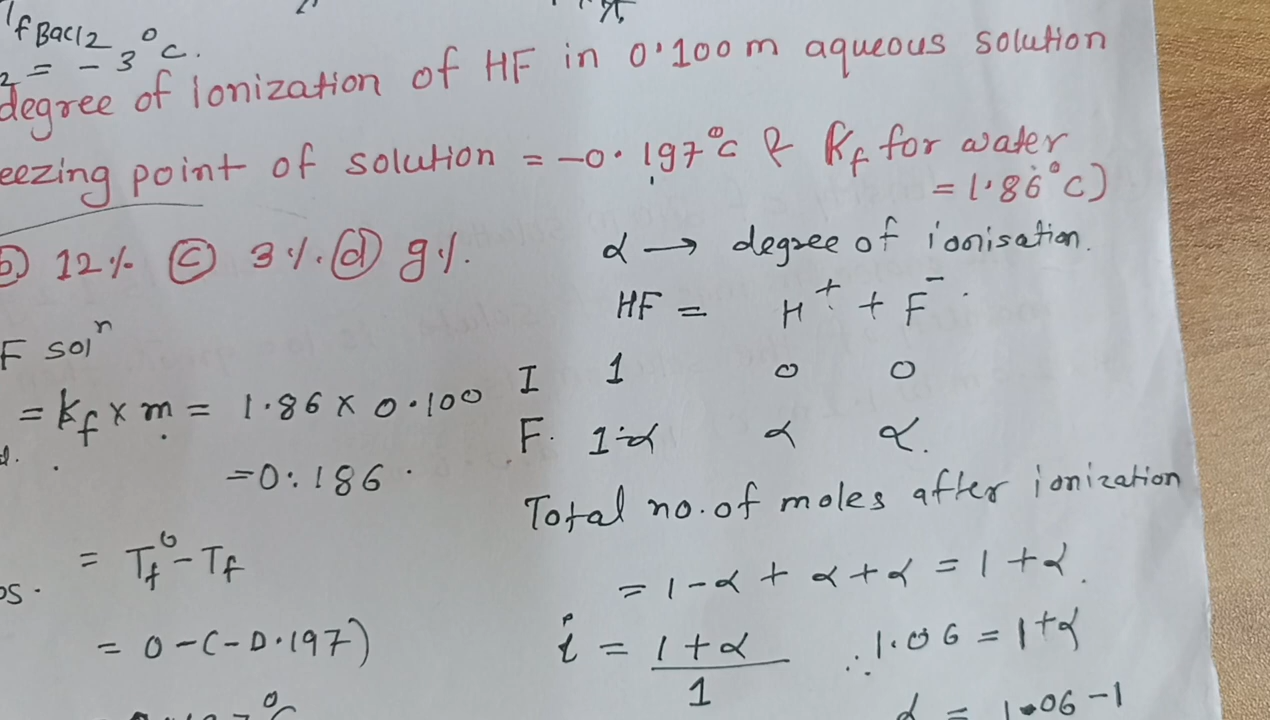 f BaCl2
2 = - 3°C.
degree of ionization of HF in 0.100 m aqueous solution
eezing point of solution = -0.197°C & Kf for water
= 1.86°C)
b) 12% (c) 3%. (d) 9%.
α → degree of ionisation.
HF = H+ + F-
F solⁿ
I 1 0 0
= Kf × m = 1.86 × 0.100
F. 1-α α α.
= 0.186.
Total no. of moles after ionization
= Tf° - Tf
= 1-α + α + α = 1 + α.
os.
= 0 - (-0.197)
i = 1+α / 1 ∴ 1.06 = 1+α
α = 1.06 - 1